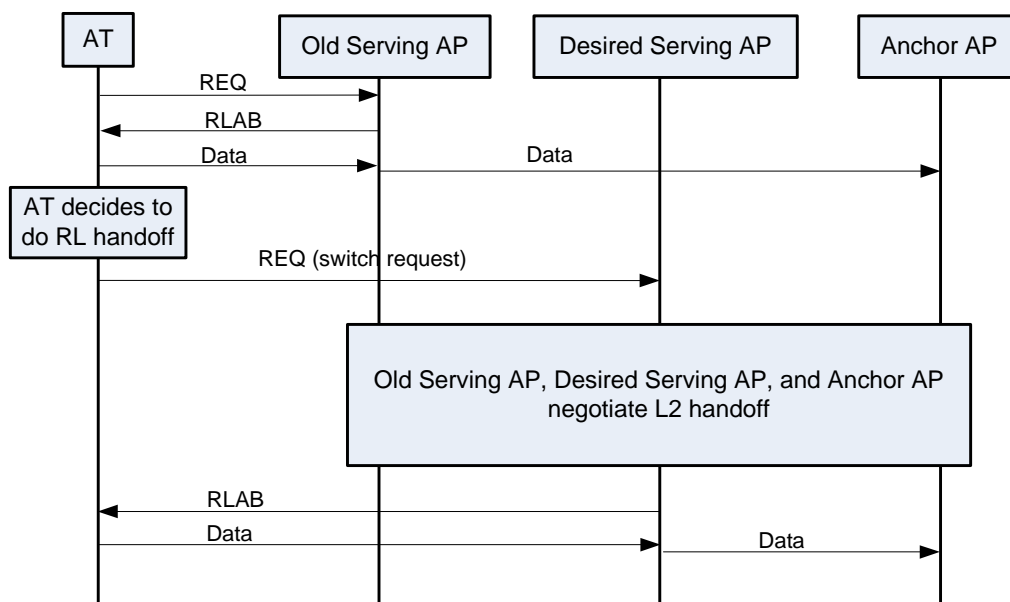 AT
Old Serving AP
Desired Serving AP
Anchor AP
REQ
RLAB
Data
Data
AT decides to
do RL handoff
REQ (switch request)
Old Serving AP, Desired Serving AP, and Anchor AP
negotiate L2 handoff
RLAB
Data
Data